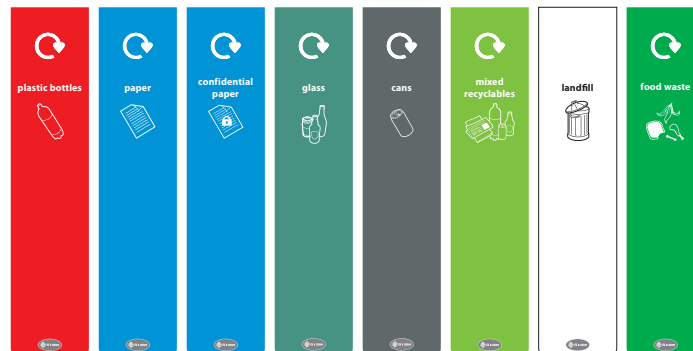 plastic bottles
paper
confidential
paper
glass
cans
mixed
recyclables
landfill
food waste